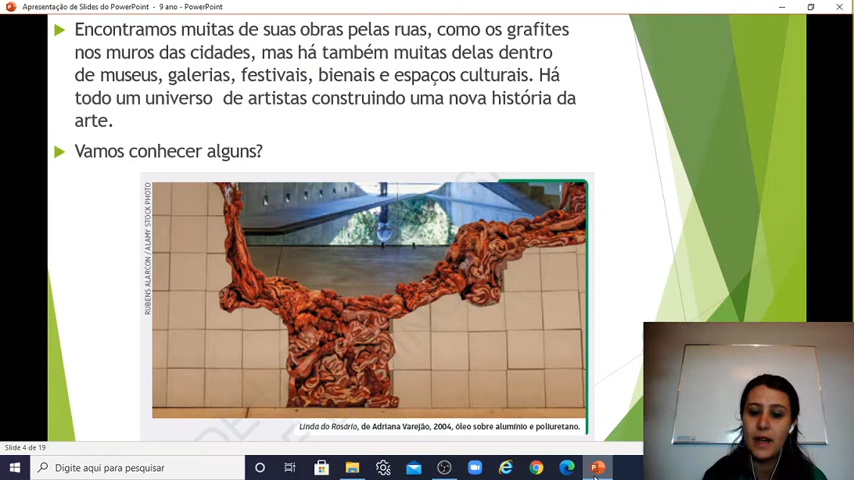 Apresentação de Slides do PowerPoint - 9 ano - PowerPoint
Encontramos muitas de suas obras pelas ruas, como os grafites
nos muros das cidades, mas há também muitas delas dentro
de museus, galerias, festivais, bienais e espaços culturais. Há
todo um universo de artistas construindo uma nova história da
arte.
Vamos conhecer alguns?
RUBENS ALARCON / ALAMY STOCK PHOTO
Linda do Rosário, de Adriana Varejão, 2004, óleo sobre alumínio e poliuretano.
Slide 4 de 19
Digite aqui para pesquisar